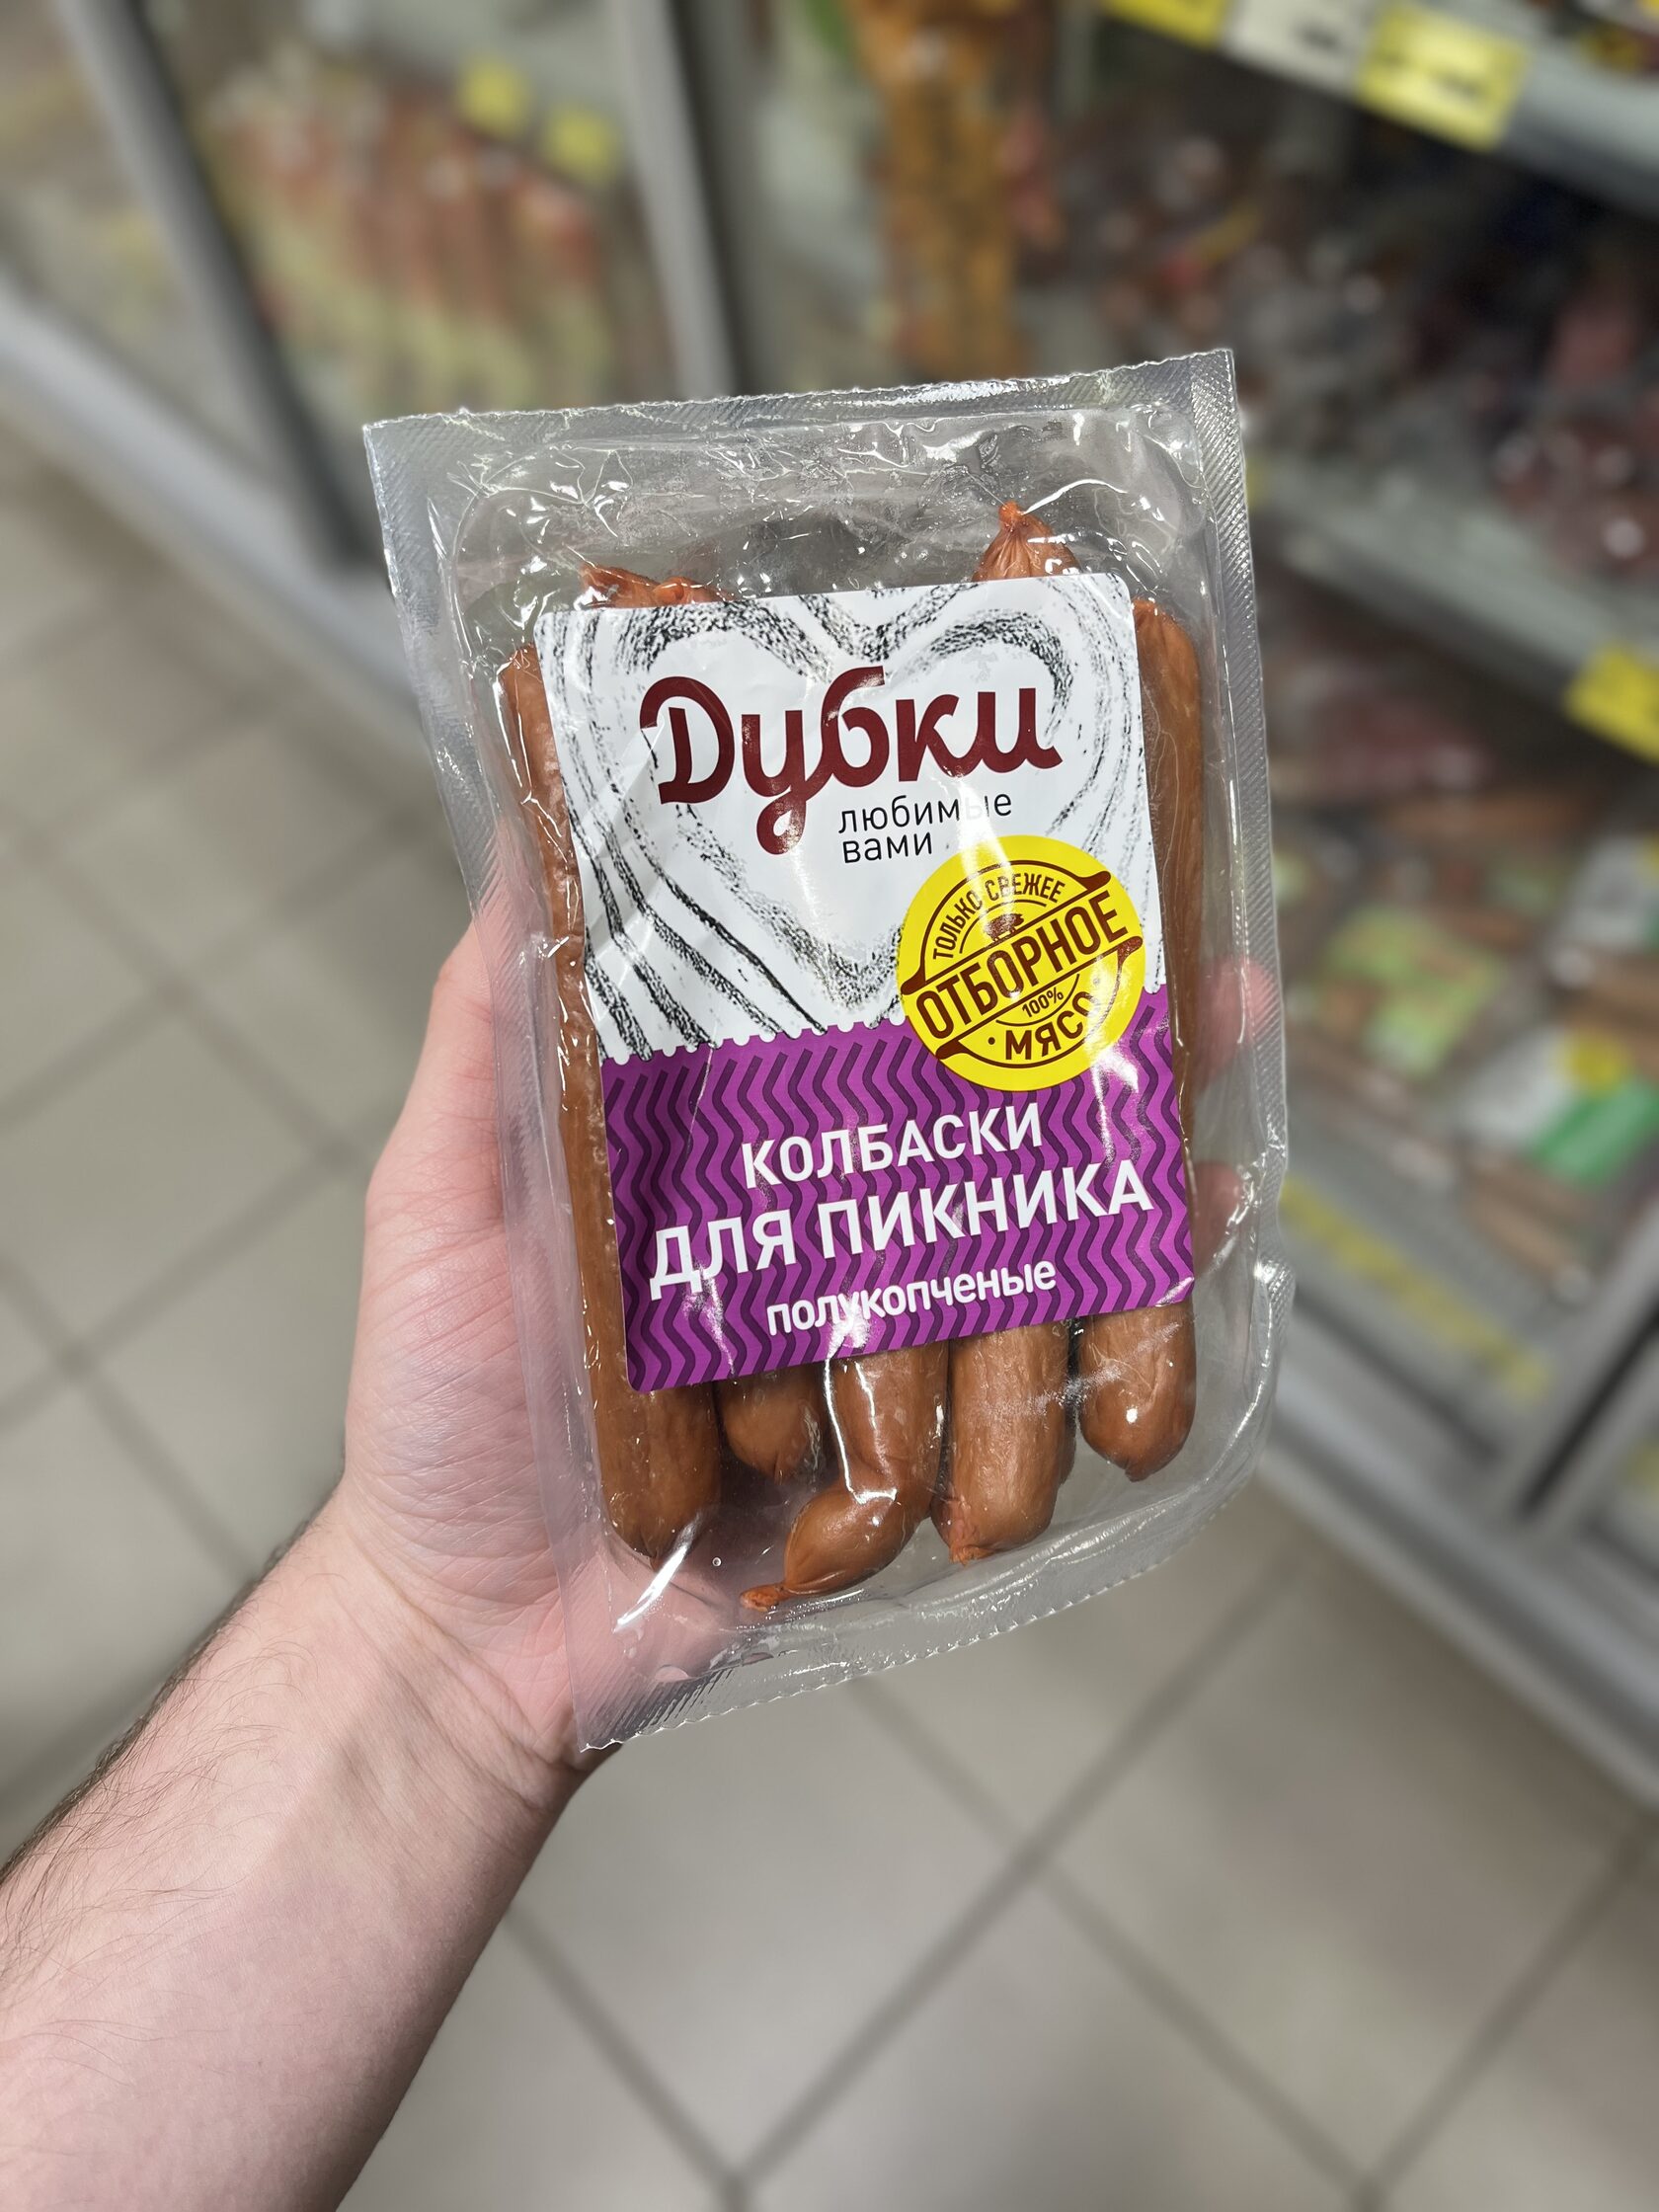 Дубки
любимые
вами
ТОЛЬКО СВЕЖЕЕ
ОТБОРНОЕ
100%
МЯСО
КОЛБАСКИ
ДЛЯ ПИКНИКА
полукопченые